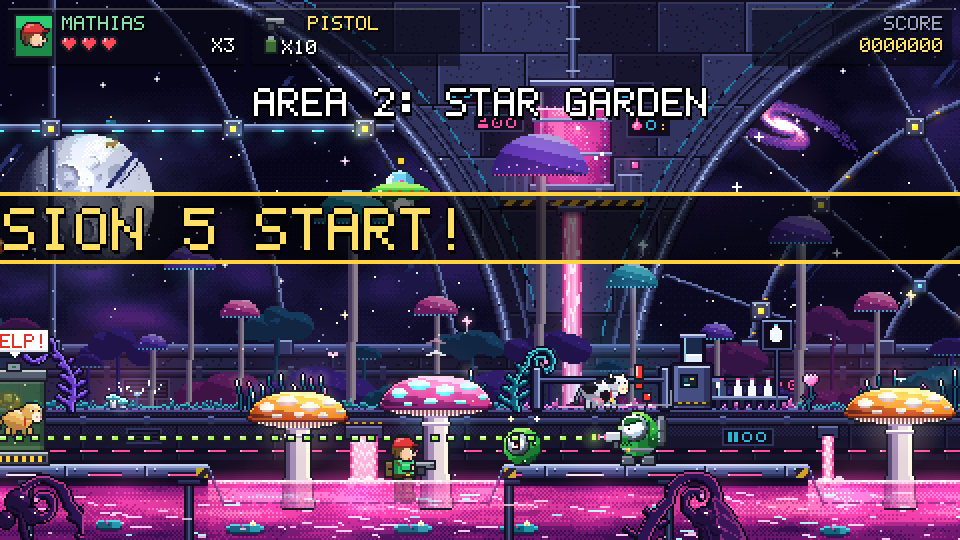 MATHIAS
X3
PISTOL
X10
SCORE
0000000
AREA 2: STAR GARDEN
SION 5 START!
ELP!